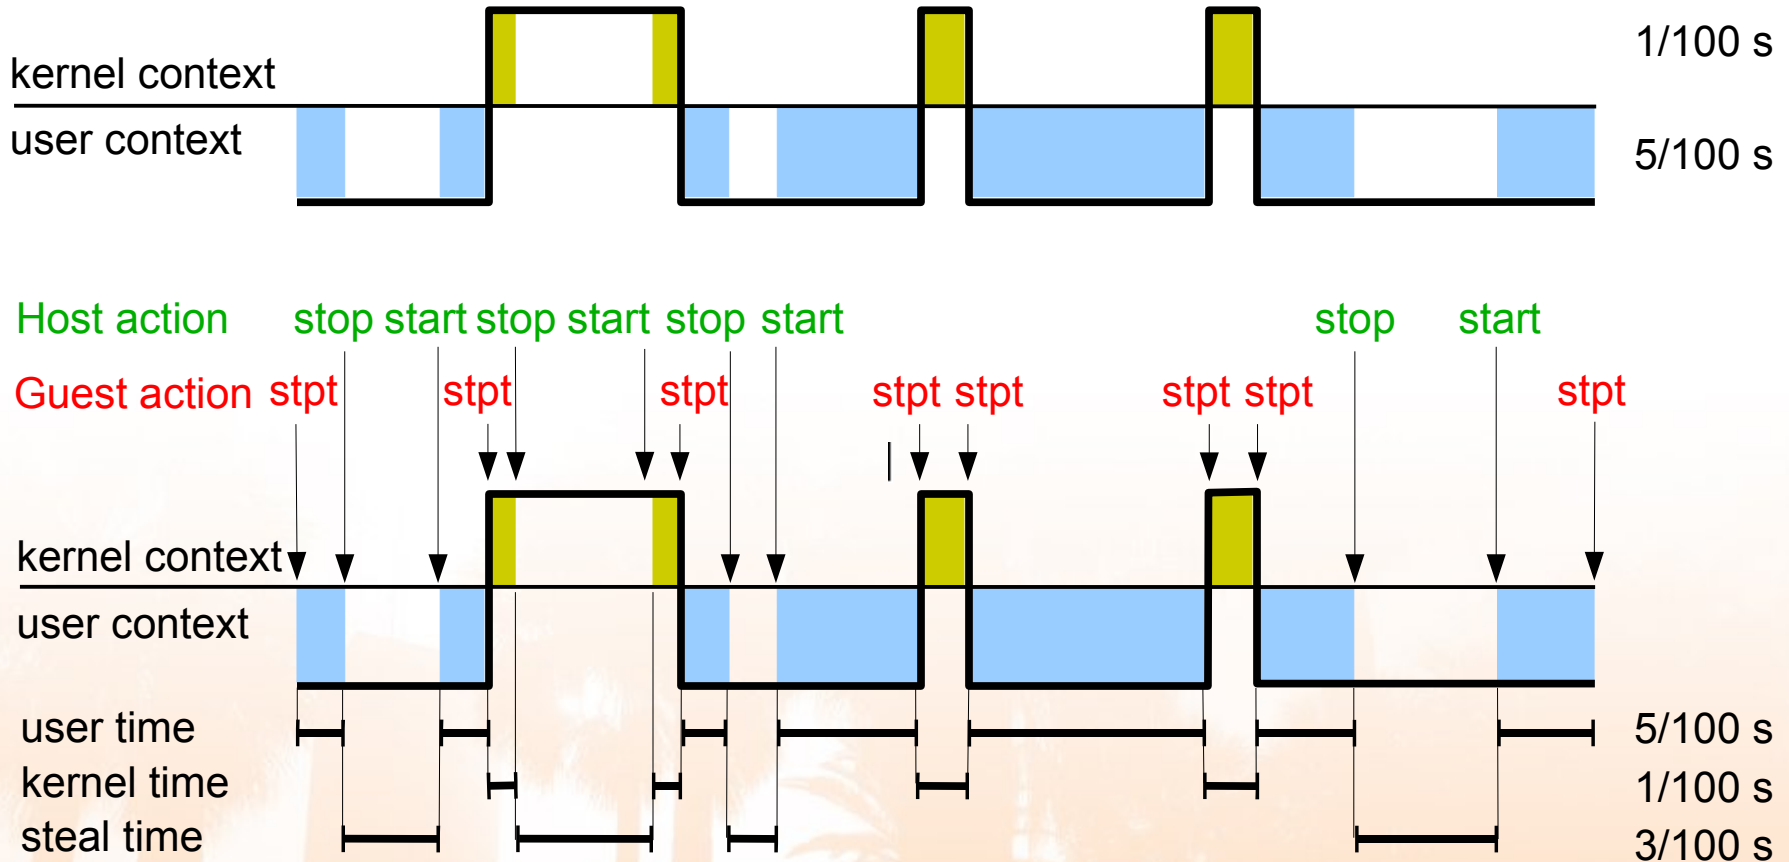 1/100 s
kernel context
user context
5/100 s
Host action stop start stop start stop start stop start
Guest action stpt stpt stpt stpt stpt stpt stpt stpt
kernel context
user context
user time 5/100 s
kernel time 1/100 s
steal time 3/100 s